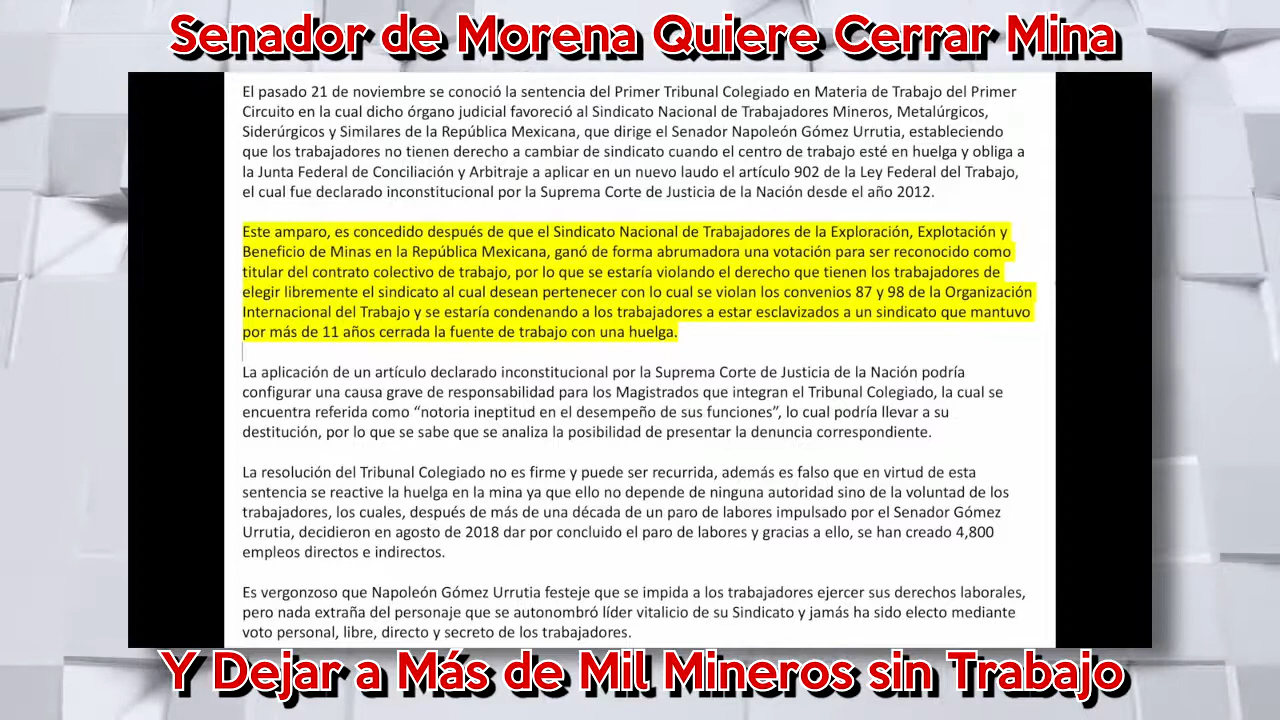 Senador de Morena Quiere Cerrar Mina
El pasado 21 de noviembre se conoció la sentencia del Primer Tribunal Colegiado en Materia de Trabajo del Primer
Circuito en la cual dicho órgano judicial favoreció al Sindicato Nacional de Trabajadores Mineros, Metalúrgicos,
Siderúrgicos y Similares de la República Mexicana, que dirige el Senador Napoleón Gómez Urrutia, estableciendo
que los trabajadores no tienen derecho a cambiar de sindicato cuando el centro de trabajo esté en huelga y obliga a
la Junta Federal de Conciliación y Arbitraje a aplicar en un nuevo laudo el artículo 902 de la Ley Federal del Trabajo,
el cual fue declarado inconstitucional por la Suprema Corte de Justicia de la Nación desde el año 2012.
Este amparo, es concedido después de que el Sindicato Nacional de Trabajadores de la Exploración, Explotación y
Beneficio de Minas en la República Mexicana, ganó de forma abrumadora una votación para ser reconocido como
titular del contrato colectivo de trabajo, por lo que se estaría violando el derecho que tienen los trabajadores de
elegir libremente el sindicato al cual desean pertenecer con lo cual se violan los convenios 87 y 98 de la Organización
Internacional del Trabajo y se estaría condenando a los trabajadores a estar esclavizados a un sindicato que mantuvo
por más de 11 años cerrada la fuente de trabajo con una huelga.
La aplicación de un artículo declarado inconstitucional por la Suprema Corte de Justicia de la Nación podría
configurar una causa grave de responsabilidad para los Magistrados que integran el Tribunal Colegiado, la cual se
encuentra referida como “notoria ineptitud en el desempeño de sus funciones”, lo cual podría llevar a su
destitución, por lo que se sabe que se analiza la posibilidad de presentar la denuncia correspondiente.
La resolución del Tribunal Colegiado no es firme y puede ser recurrida, además es falso que en virtud de esta
sentencia se reactive la huelga en la mina ya que ello no depende de ninguna autoridad sino de la voluntad de los
trabajadores, los cuales, después de más de una década de un paro de labores impulsado por el Senador Gómez
Urrutia, decidieron en agosto de 2018 dar por concluido el paro de labores y gracias a ello, se han creado 4,800
empleos directos e indirectos.
Es vergonzoso que Napoleón Gómez Urrutia festeje que se impida a los trabajadores ejercer sus derechos laborales,
pero nada extraña del personaje que se autonombró líder vitalicio de su Sindicato y jamás ha sido electo mediante
voto personal, libre, directo y secreto de los trabajadores.
Y Dejar a Más de Mil Mineros sin Trabajo